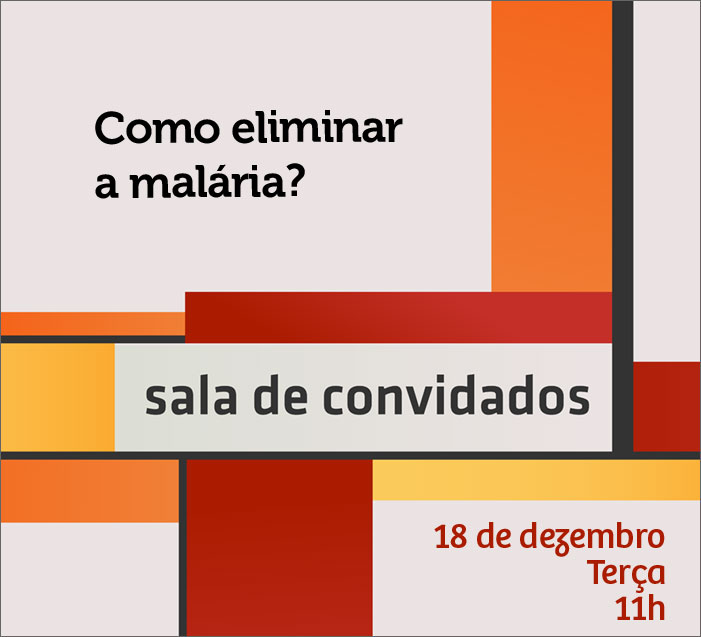 Como eliminar
a malária?
sala de convidados
18 de dezembro
Terça
11h